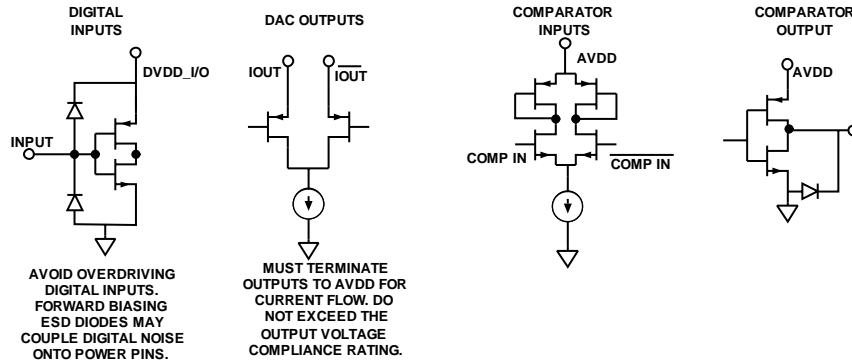 DIGITAL
INPUTS
DVDD_I/O
INPUT
AVOID OVERDRIVING
DIGITAL INPUTS.
FORWARD BIASING
ESD DIODES MAY
COUPLE DIGITAL NOISE
ONTO POWER PINS.
DAC OUTPUTS
IOUT
IOUT
MUST TERMINATE
OUTPUTS TO AVDD FOR
CURRENT FLOW. DO
NOT EXCEED THE
OUTPUT VOLTAGE
COMPLIANCE RATING.
COMPARATOR
INPUTS
AVDD
COMP IN
COMP IN
COMPARATOR
OUTPUT
AVDD